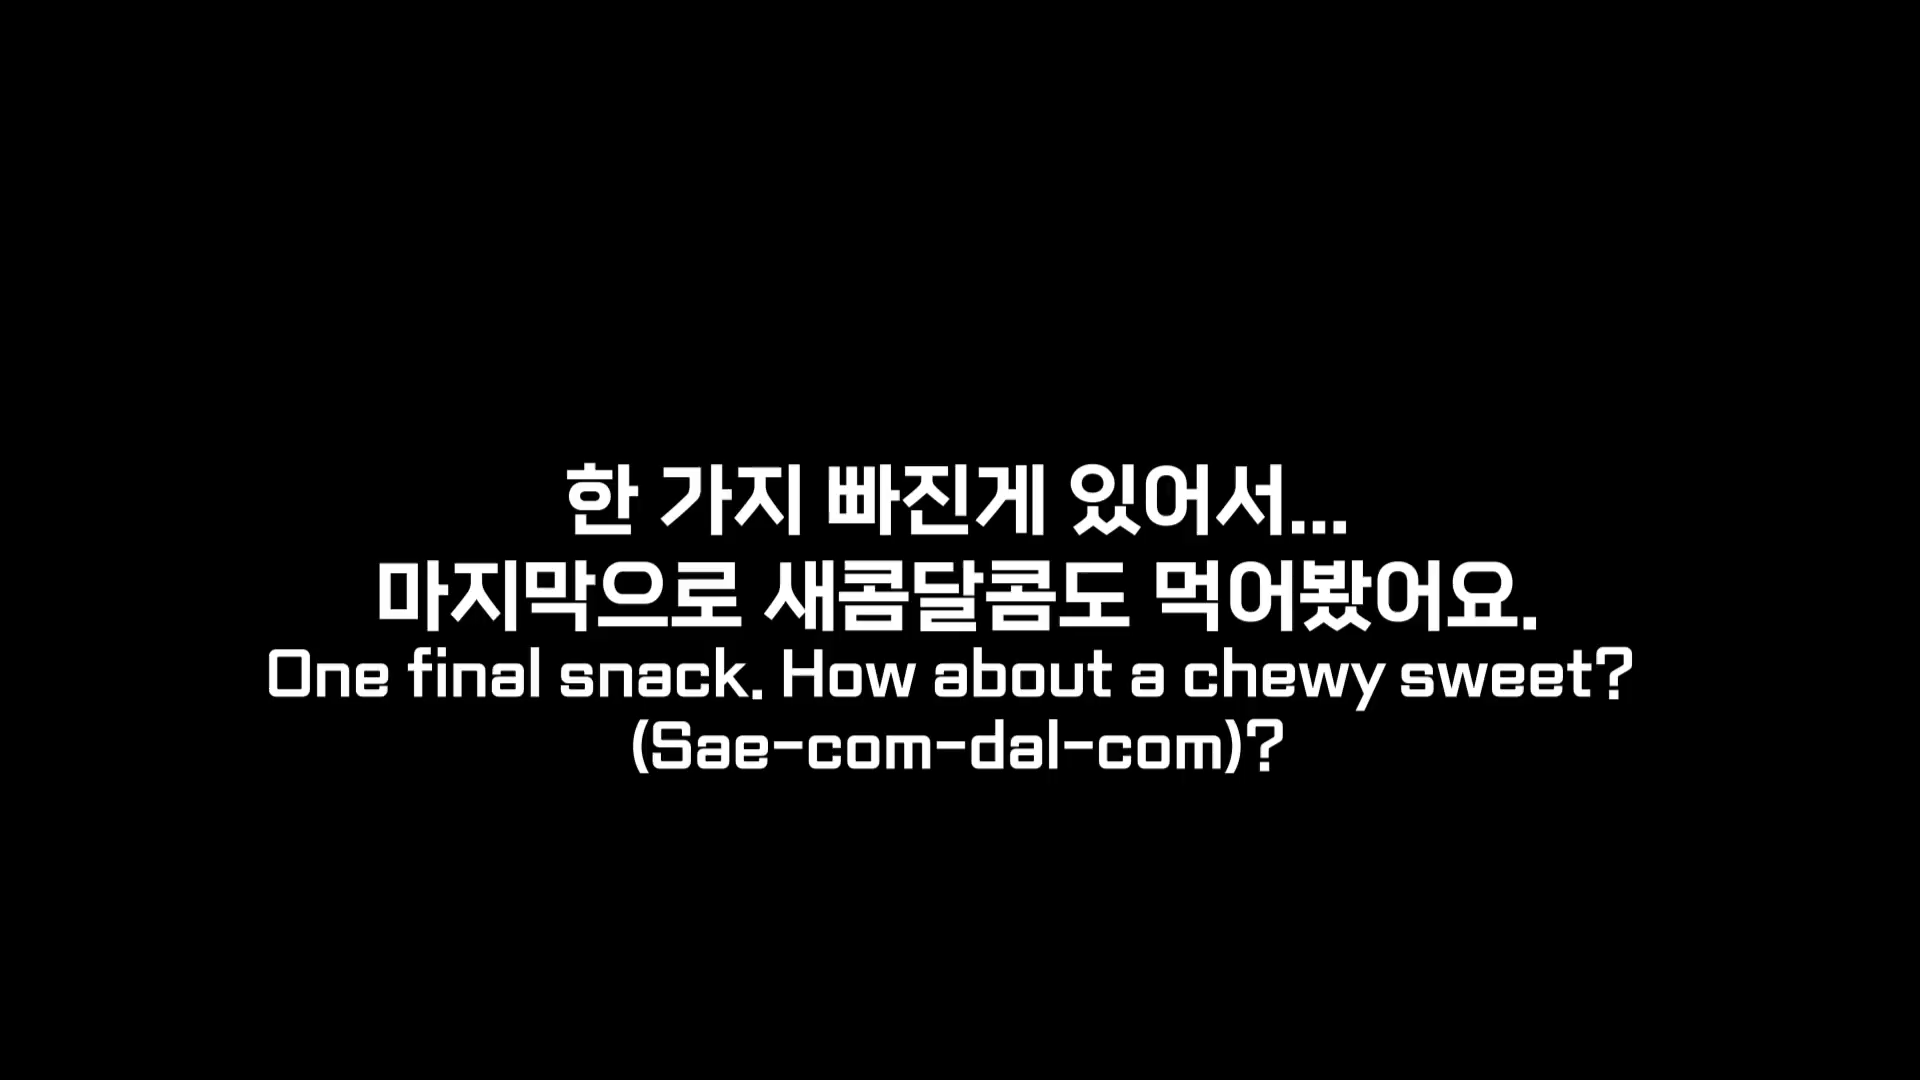 한 가지 빠진게 있어서...
마지막으로 새콤달콤도 먹어봤어요.
One final snack. How about a chewy sweet?
(Sae-com-dal-com)?